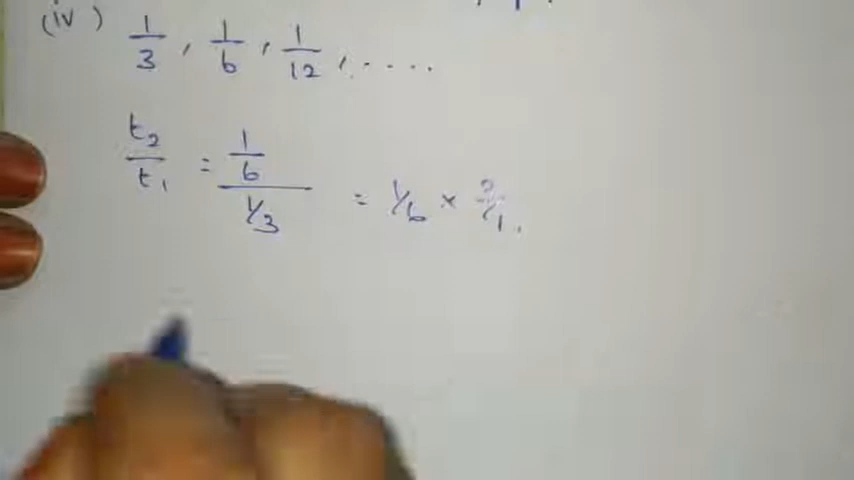 (iv) 1/3, 1/6, 1/12, .....
t2/t1 = (1/6)/(1/3) = 1/6 × 3/1.